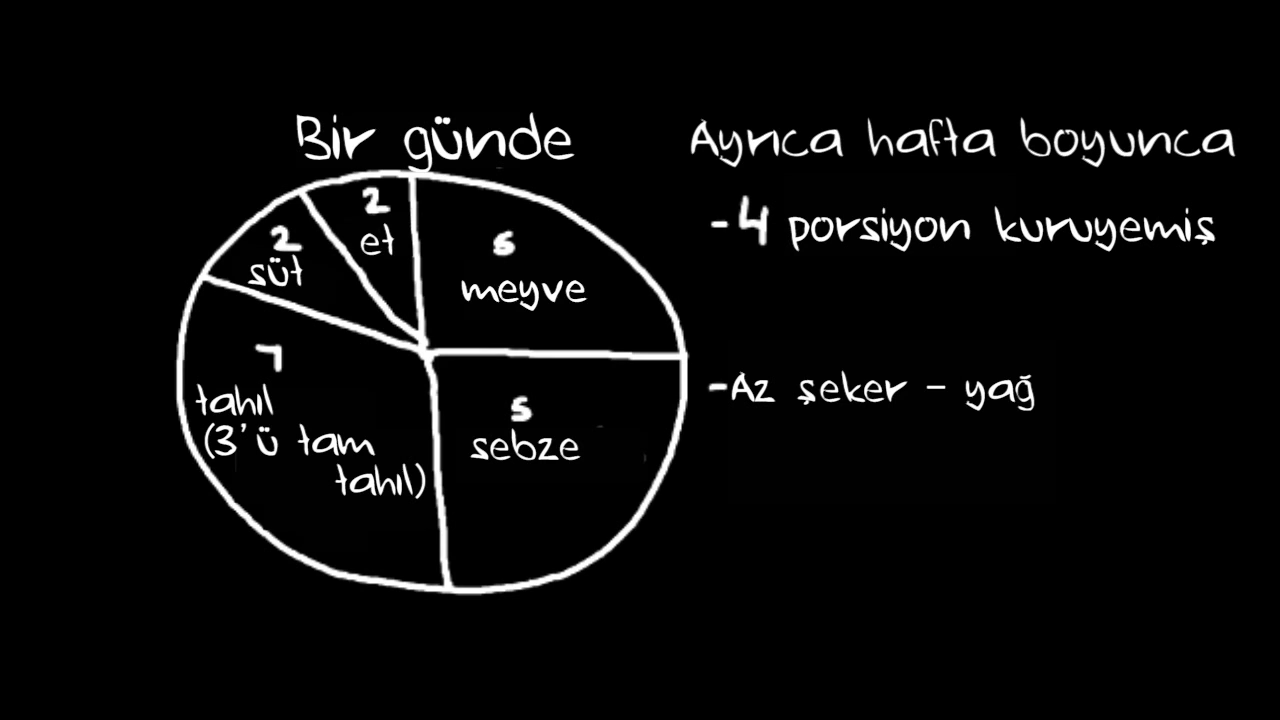 Bir günde
2
et
2
süt
5
meyve
7
tahıl
(3'ü tam
tahıl)
5
sebze
Ayrıca hafta boyunca
-4 porsiyon kuruyemiş
-Az şeker - yağ